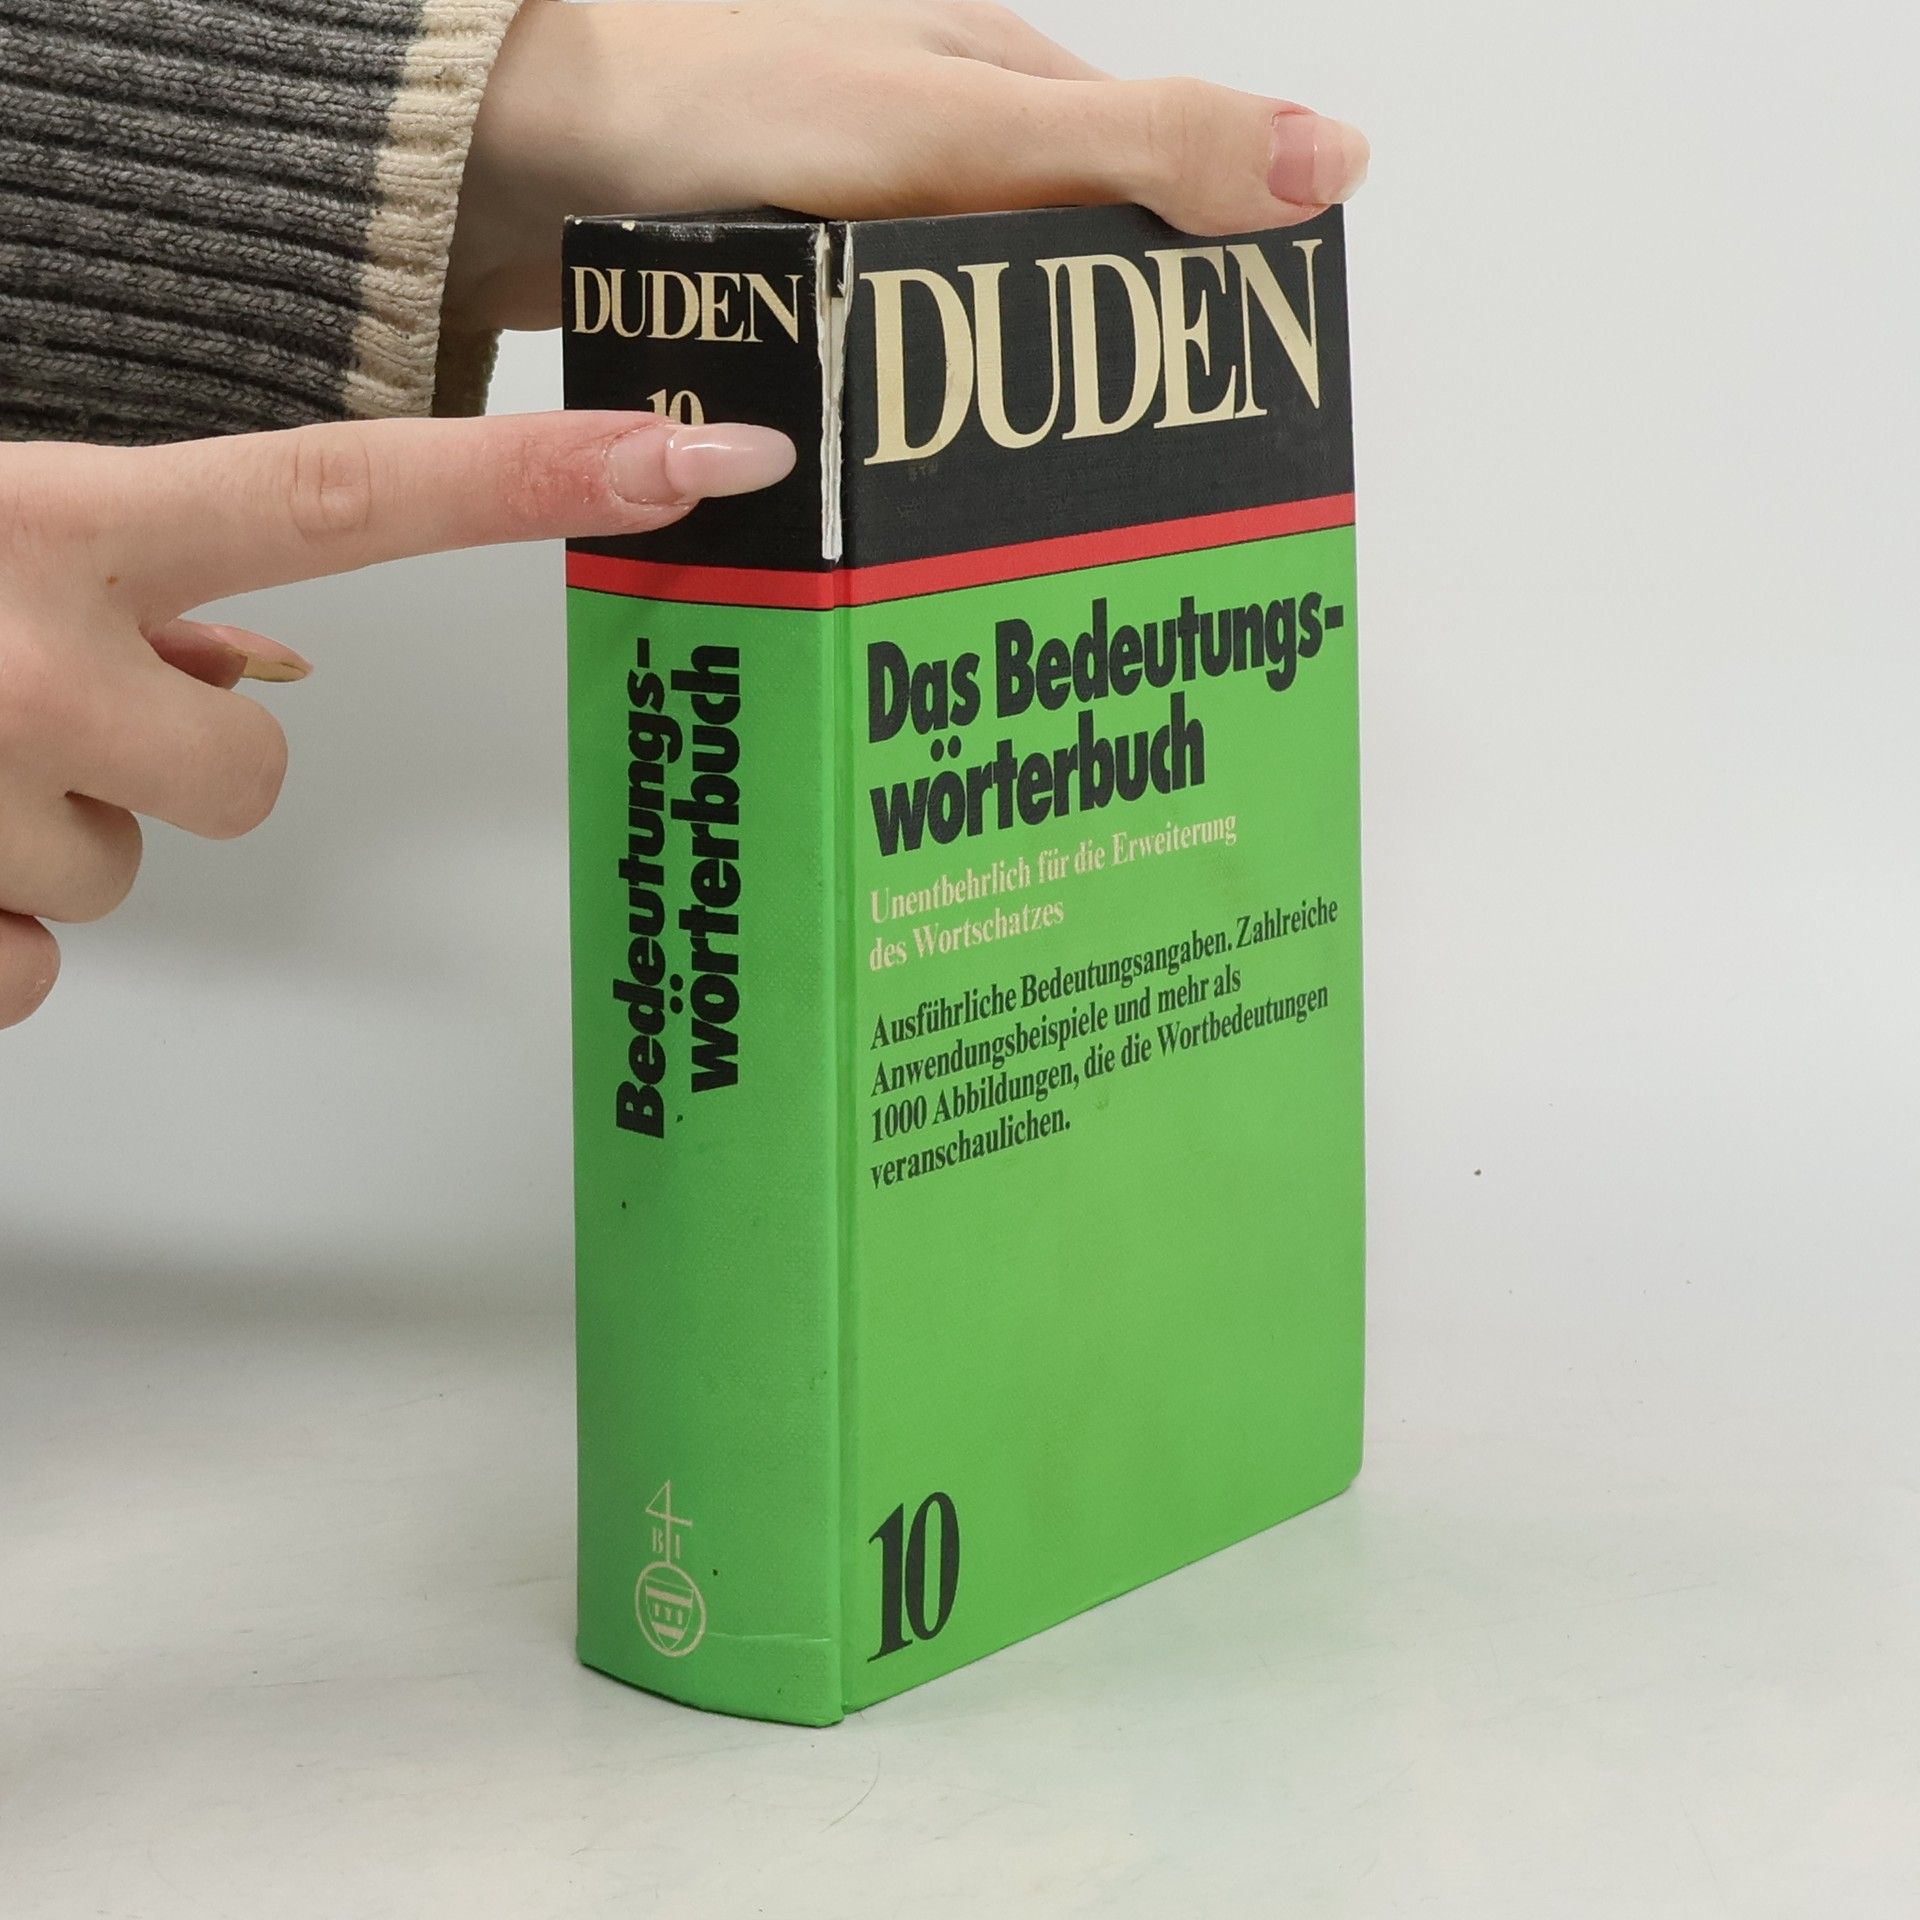 DUDEN
10
Bedeutungs-
wörterbuch
B I
DUDEN
Das Bedeutungs-
wörterbuch
Unentbehrlich für die Erweiterung
des Wortschatzes
Ausführliche Bedeutungsangaben. Zahlreiche
Anwendungsbeispiele und mehr als
1000 Abbildungen, die die Wortbedeutungen
veranschaulichen.
10